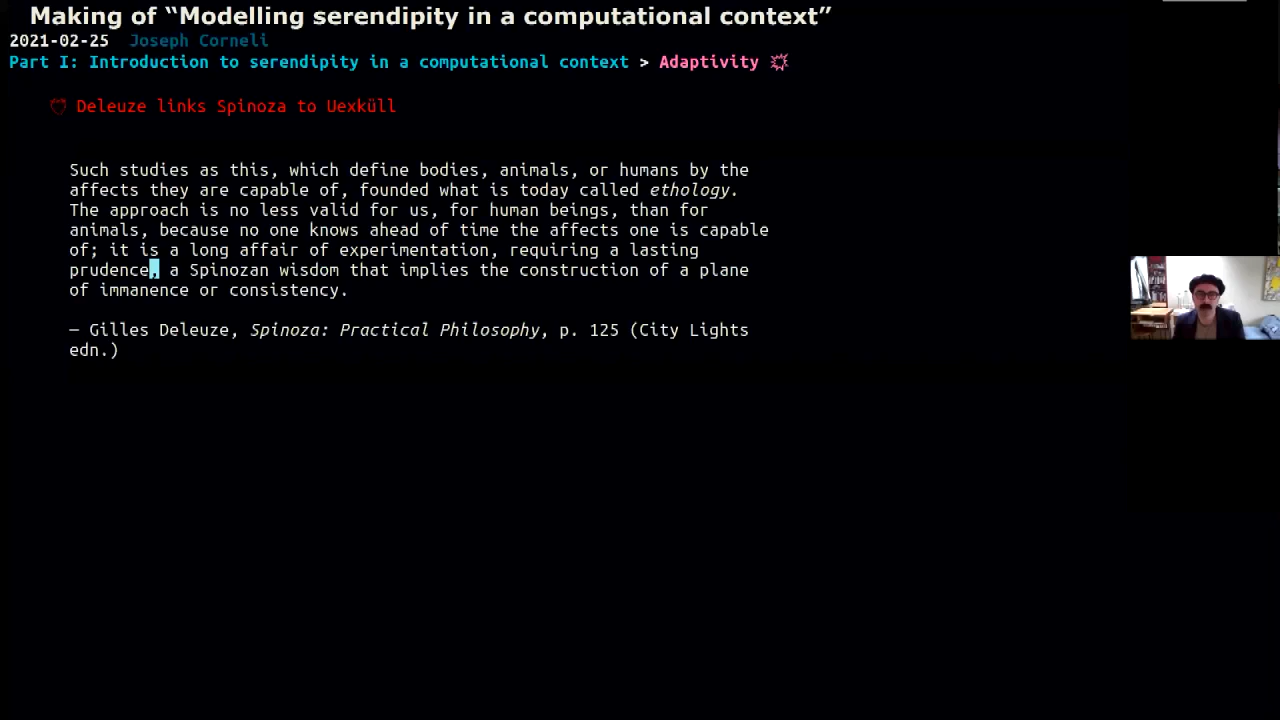 Making of “Modelling serendipity in a computational context”
2021-02-25 Joseph Corneli
Part I: Introduction to serendipity in a computational context > Adaptivity
Deleuze links Spinoza to Uexküll
Such studies as this, which define bodies, animals, or humans by the
affects they are capable of, founded what is today called ethology.
The approach is no less valid for us, for human beings, than for
animals, because no one knows ahead of time the affects one is capable
of; it is a long affair of experimentation, requiring a lasting
prudence, a Spinozan wisdom that implies the construction of a plane
of immanence or consistency.
— Gilles Deleuze, Spinoza: Practical Philosophy, p. 125 (City Lights
edn.)